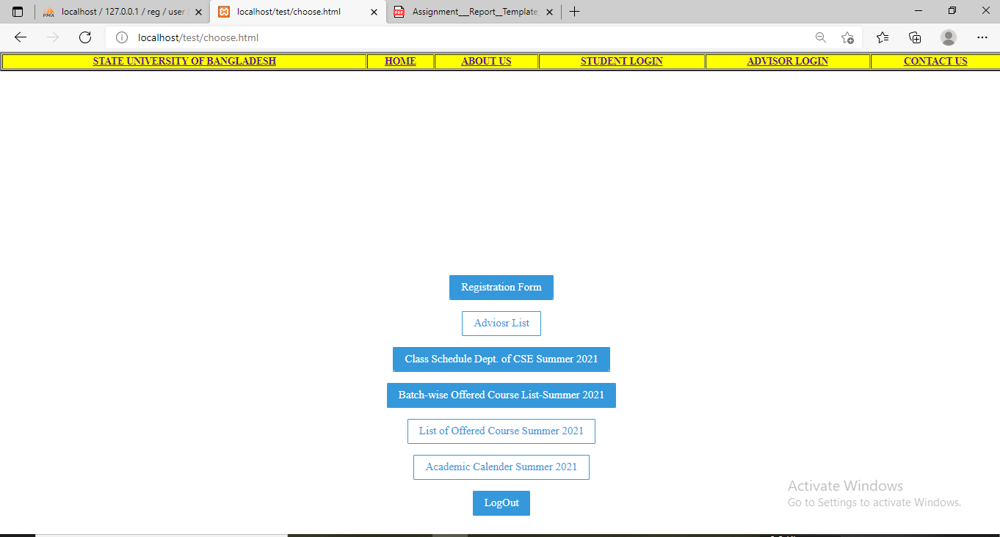 localhost / 127.0.0.1 / reg / user
localhost/test/choose.html
Assignment__Report__Template
localhost/test/choose.html
STATE UNIVERSITY OF BANGLADESH HOME ABOUT US STUDENT LOGIN ADVISOR LOGIN CONTACT US
Registration Form
Adviosr List
Class Schedule Dept. of CSE Summer 2021
Batch-wise Offered Course List-Summer 2021
List of Offered Course Summer 2021
Academic Calender Summer 2021
LogOut
Activate Windows
Go to Settings to activate Windows.